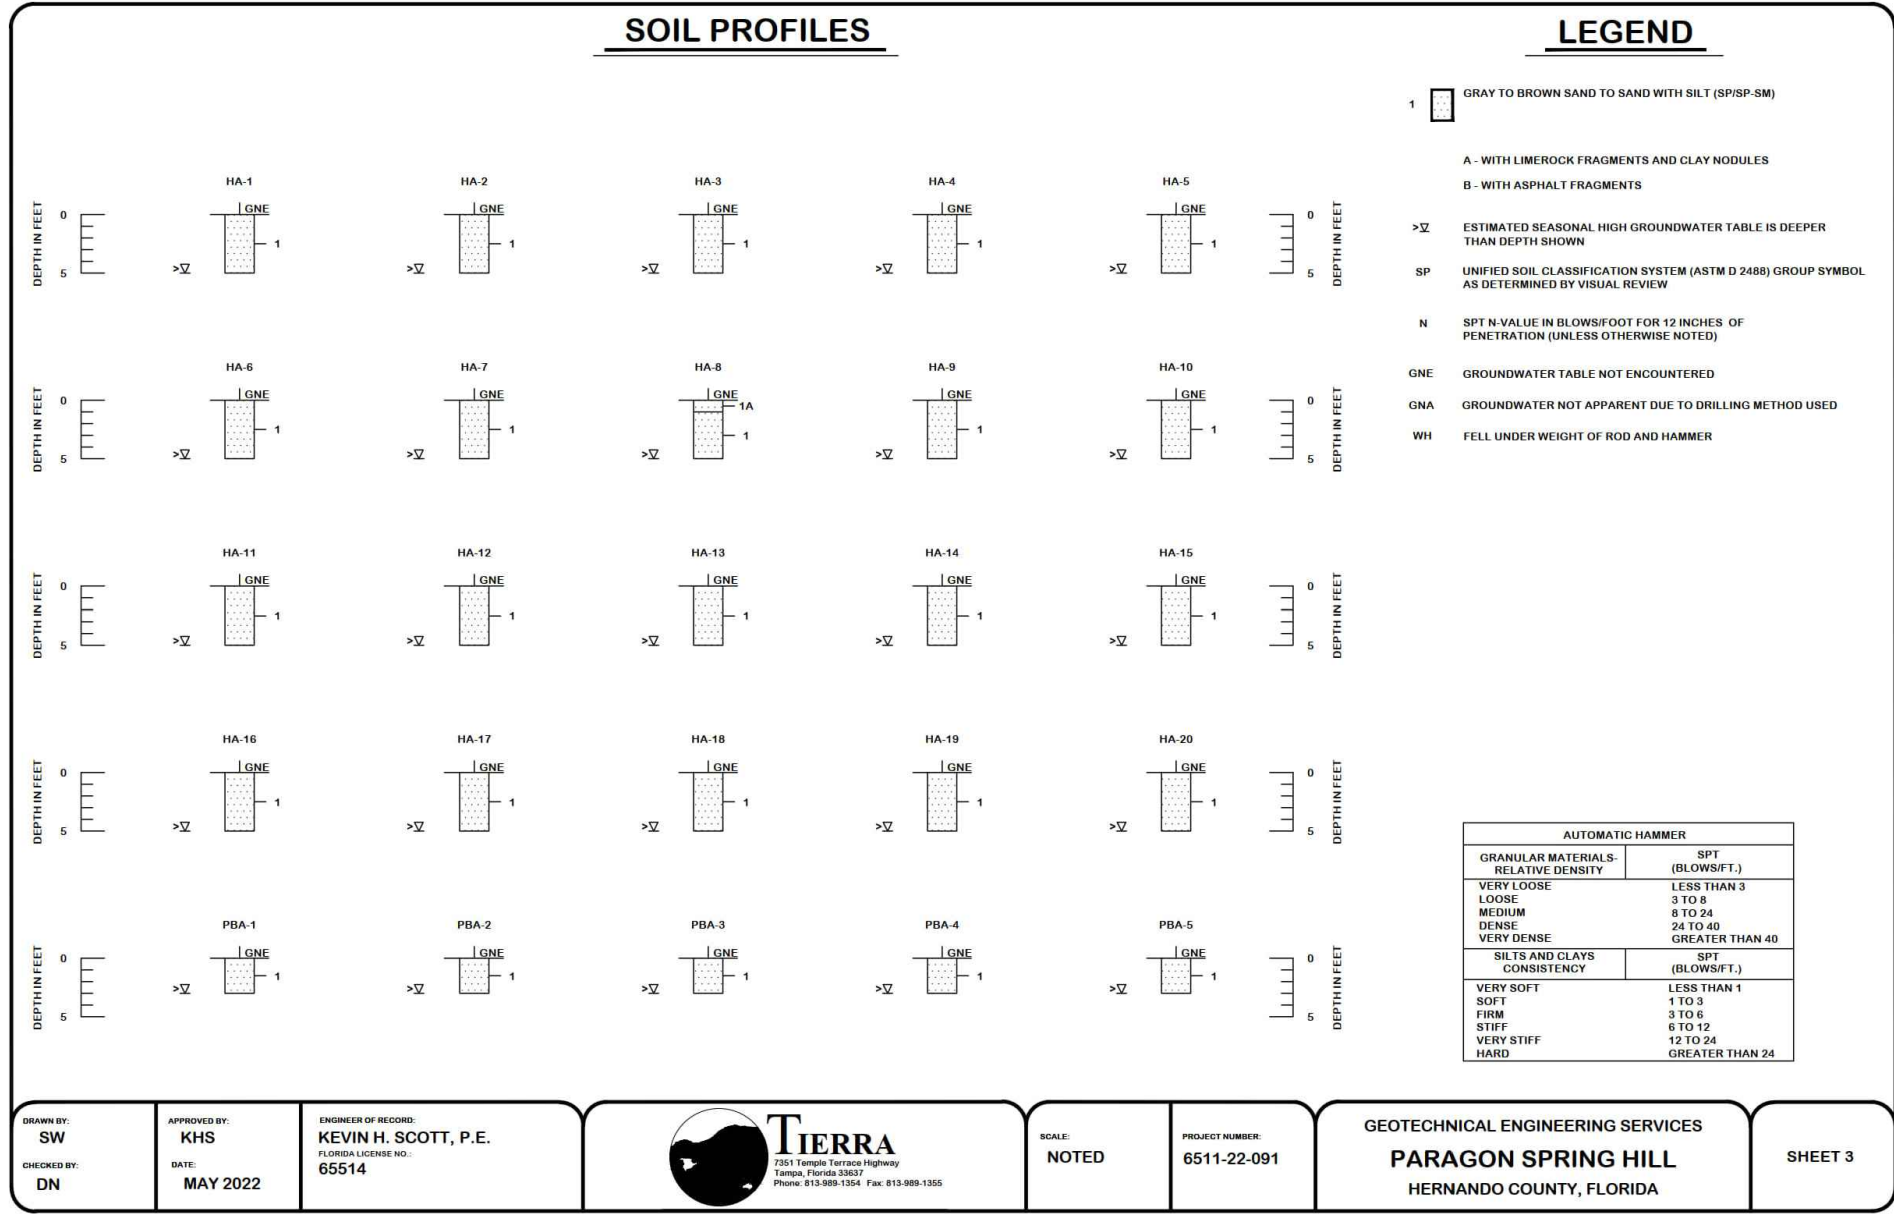 SOIL PROFILES
LEGEND
1 GRAY TO BROWN SAND TO SAND WITH SILT (SP/SP-SM)
A - WITH LIMEROCK FRAGMENTS AND CLAY NODULES
B - WITH ASPHALT FRAGMENTS
>∇ ESTIMATED SEASONAL HIGH GROUNDWATER TABLE IS DEEPER
THAN DEPTH SHOWN
SP UNIFIED SOIL CLASSIFICATION SYSTEM (ASTM D 2488) GROUP SYMBOL
AS DETERMINED BY VISUAL REVIEW
N SPT N-VALUE IN BLOWS/FOOT FOR 12 INCHES OF
PENETRATION (UNLESS OTHERWISE NOTED)
GNE GROUNDWATER TABLE NOT ENCOUNTERED
GNA GROUNDWATER NOT APPARENT DUE TO DRILLING METHOD USED
WH FELL UNDER WEIGHT OF ROD AND HAMMER
HA-1 HA-2 HA-3 HA-4 HA-5
DEPTH IN FEET
0 GNE GNE GNE GNE GNE 0
1 1 1 1 1
5 >∇ >∇ >∇ >∇ >∇ 5
DEPTH IN FEET
HA-6 HA-7 HA-8 HA-9 HA-10
DEPTH IN FEET
0 GNE GNE GNE GNE GNE 0
1A
1 1 1 1 1
5 >∇ >∇ >∇ >∇ >∇ 5
DEPTH IN FEET
HA-11 HA-12 HA-13 HA-14 HA-15
DEPTH IN FEET
0 GNE GNE GNE GNE GNE 0
1 1 1 1 1
5 >∇ >∇ >∇ >∇ >∇ 5
DEPTH IN FEET
HA-16 HA-17 HA-18 HA-19 HA-20
DEPTH IN FEET
0 GNE GNE GNE GNE GNE 0
1 1 1 1 1
5 >∇ >∇ >∇ >∇ >∇ 5
DEPTH IN FEET
PBA-1 PBA-2 PBA-3 PBA-4 PBA-5
DEPTH IN FEET
0 GNE GNE GNE GNE GNE 0
1 1 1 1 1
>∇ >∇ >∇ >∇ >∇
5 5
DEPTH IN FEET
AUTOMATIC HAMMER
GRANULAR MATERIALS- SPT
RELATIVE DENSITY (BLOWS/FT.)
VERY LOOSE LESS THAN 3
LOOSE 3 TO 8
MEDIUM 8 TO 24
DENSE 24 TO 40
VERY DENSE GREATER THAN 40
SILTS AND CLAYS SPT
CONSISTENCY (BLOWS/FT.)
VERY SOFT LESS THAN 1
SOFT 1 TO 3
FIRM 3 TO 6
STIFF 6 TO 12
VERY STIFF 12 TO 24
HARD GREATER THAN 24
DRAWN BY:
SW
CHECKED BY:
DN
APPROVED BY:
KHS
DATE:
MAY 2022
ENGINEER OF RECORD:
KEVIN H. SCOTT, P.E.
FLORIDA LICENSE NO.:
65514
TIERRA
7351 Temple Terrace Highway
Tampa, Florida 33637
Phone: 813-989-1354 Fax: 813-989-1355
SCALE:
NOTED
PROJECT NUMBER:
6511-22-091
GEOTECHNICAL ENGINEERING SERVICES
PARAGON SPRING HILL
HERNANDO COUNTY, FLORIDA
SHEET 3